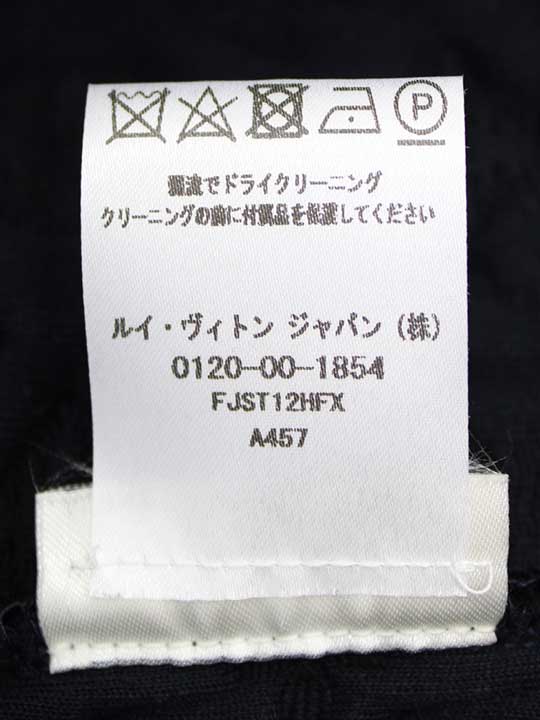 P
弱流でドライクリーニング
クリーニングの前に付属品を保護してください
ルイ・ヴィトン ジャパン (株)
0120-00-1854
FJST12HFX
A457